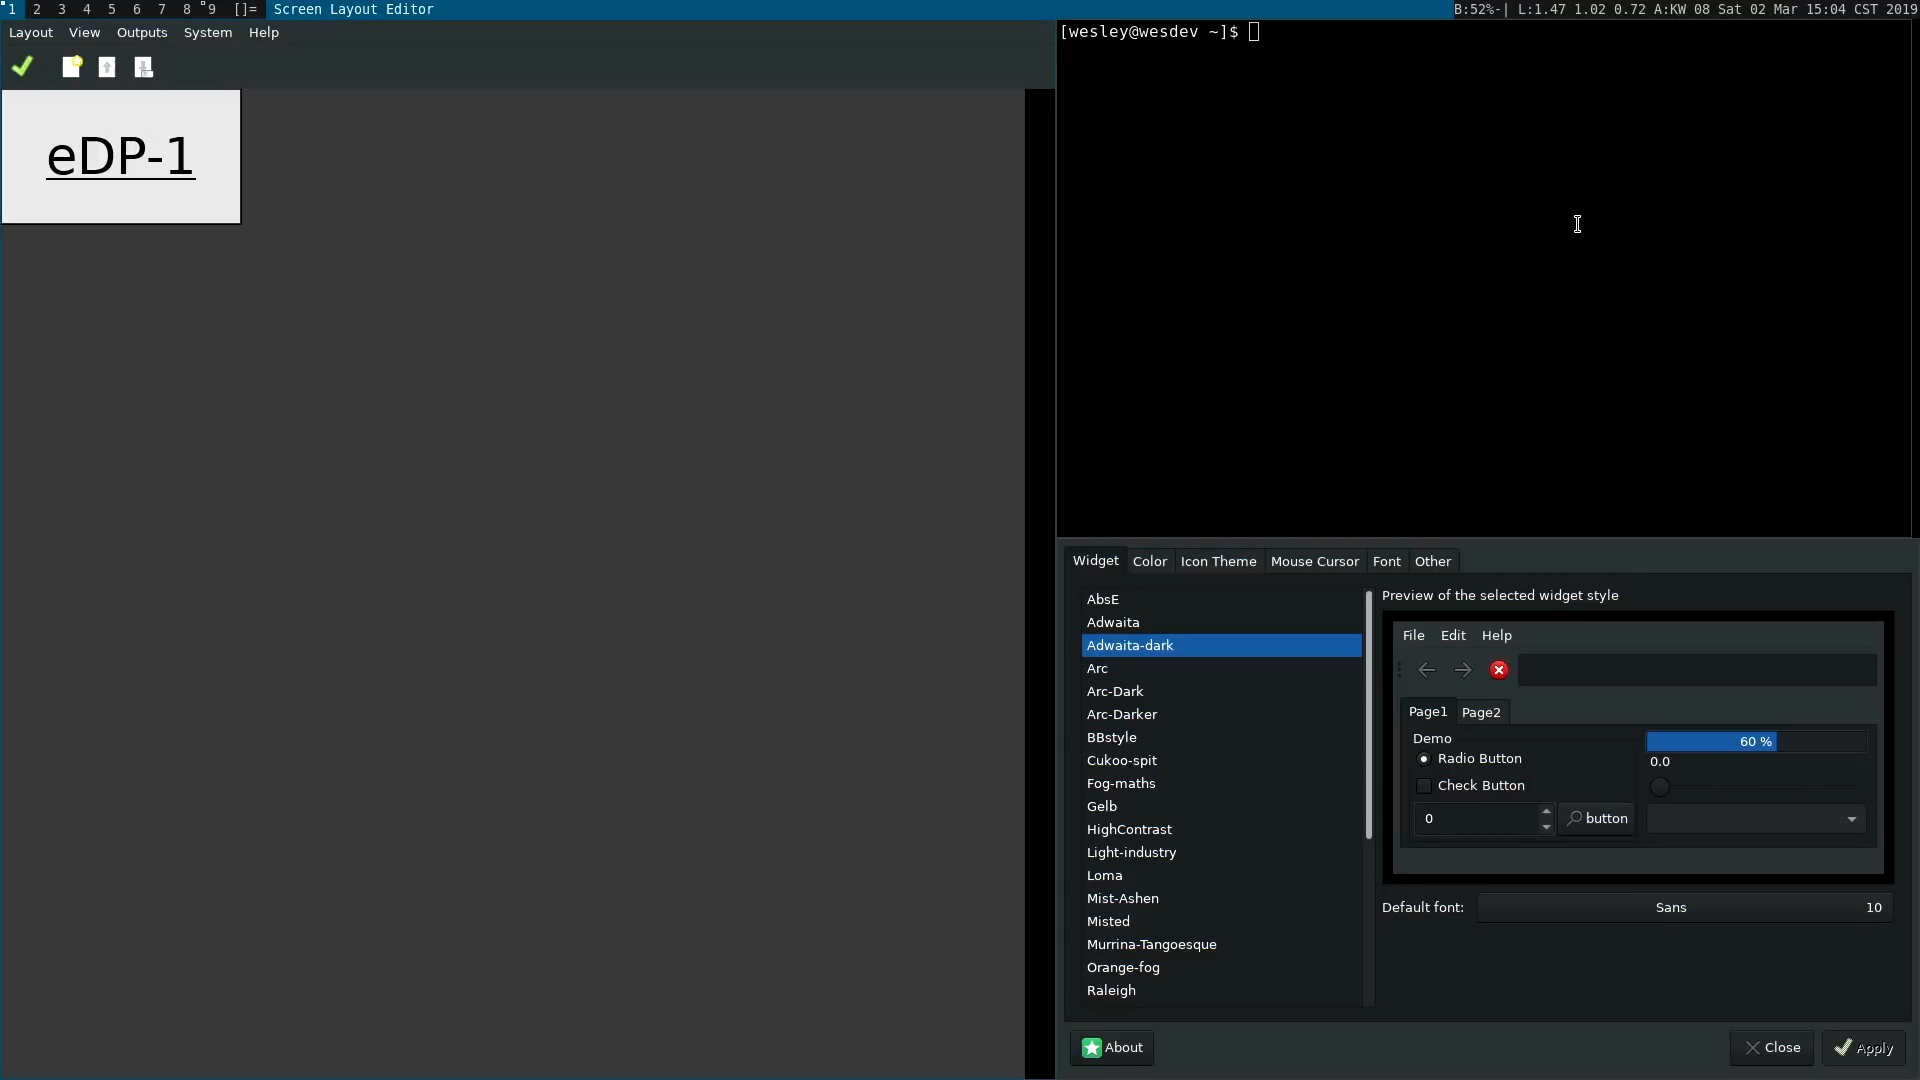 1 2 3 4 5 6 7 8 9 []= Screen Layout Editor B:52%-| L:1.47 1.02 0.72 A:KW 08 Sat 02 Mar 15:04 CST 2019
Layout View Outputs System Help
eDP-1
[wesley@wesdev ~]$
Widget Color Icon Theme Mouse Cursor Font Other
AbsE
Adwaita
Adwaita-dark
Arc
Arc-Dark
Arc-Darker
BBstyle
Cukoo-spit
Fog-maths
Gelb
HighContrast
Light-industry
Loma
Mist-Ashen
Misted
Murrina-Tangoesque
Orange-fog
Raleigh
Preview of the selected widget style
File Edit Help
Page1 Page2
Demo
Radio Button
Check Button
0
button
60 %
0.0
Default font: Sans 10
About Close Apply